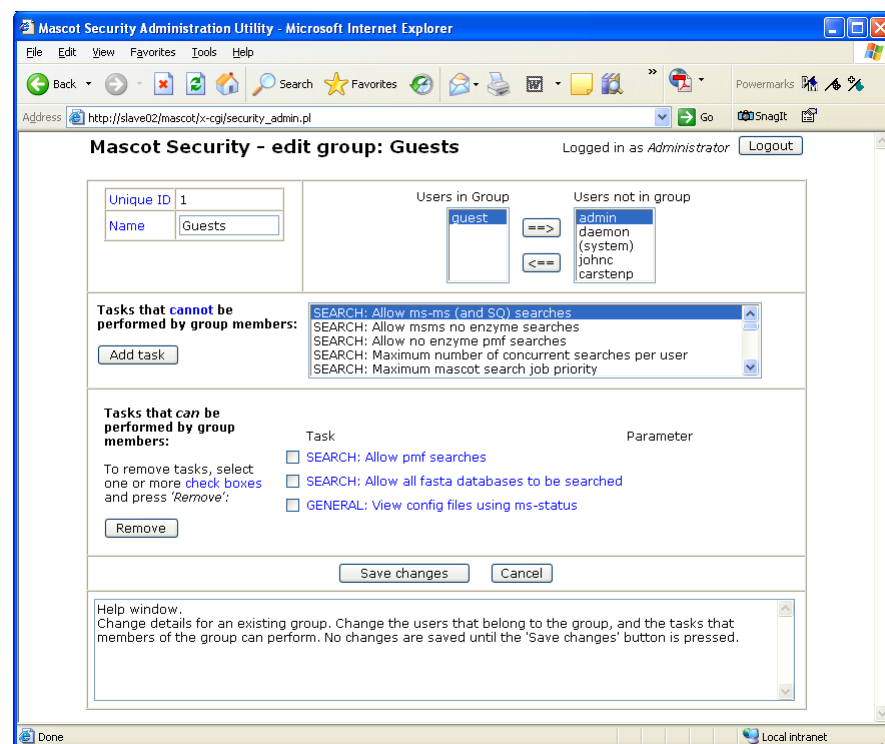 Mascot Security Administration Utility - Microsoft Internet Explorer
File Edit View Favorites Tools Help
Back Search Favorites » Powermarks
Address http://slave02/mascot/x-cgi/security_admin.pl Go SnagIt
Mascot Security - edit group: Guests Logged in as Administrator Logout
Unique ID 1
Name Guests
Users in Group Users not in group
guest
==>
<==
admin
daemon
(system)
johnc
carstenp
Tasks that cannot be
performed by group members:
Add task
SEARCH: Allow ms-ms (and SQ) searches
SEARCH: Allow msms no enzyme searches
SEARCH: Allow no enzyme pmf searches
SEARCH: Maximum number of concurrent searches per user
SEARCH: Maximum mascot search job priority
Tasks that can be
performed by group
members:
To remove tasks, select
one or more check boxes
and press 'Remove':
Remove
Task Parameter
SEARCH: Allow pmf searches
SEARCH: Allow all fasta databases to be searched
GENERAL: View config files using ms-status
Save changes Cancel
Help window.
Change details for an existing group. Change the users that belong to the group, and the tasks that
members of the group can perform. No changes are saved until the 'Save changes' button is pressed.
Done Local intranet